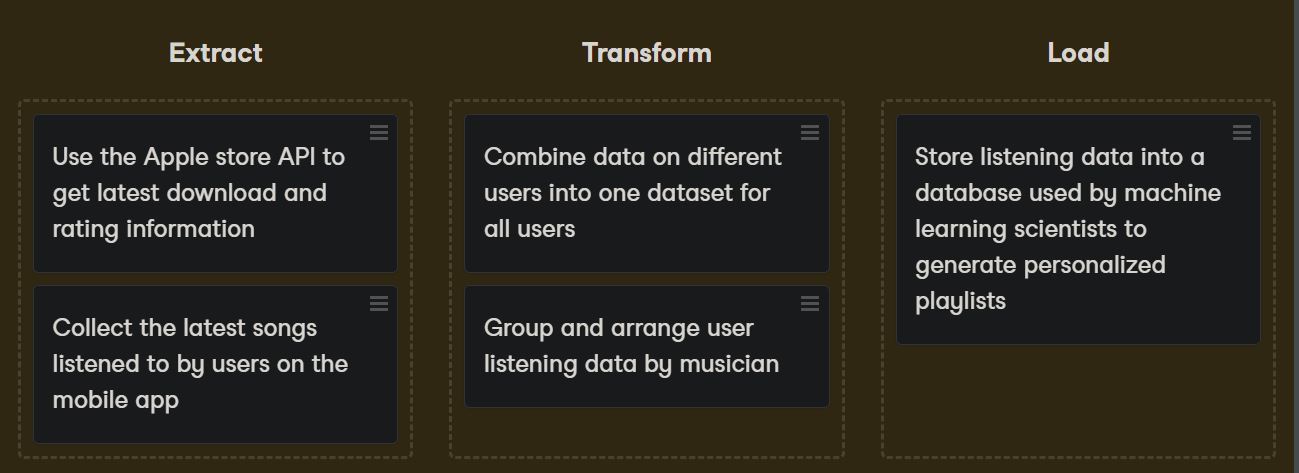 Extract
Use the Apple store API to
get latest download and
rating information
Collect the latest songs
listened to by users on the
mobile app
Transform
Combine data on different
users into one dataset for
all users
Group and arrange user
listening data by musician
Load
Store listening data into a
database used by machine
learning scientists to
generate personalized
playlists